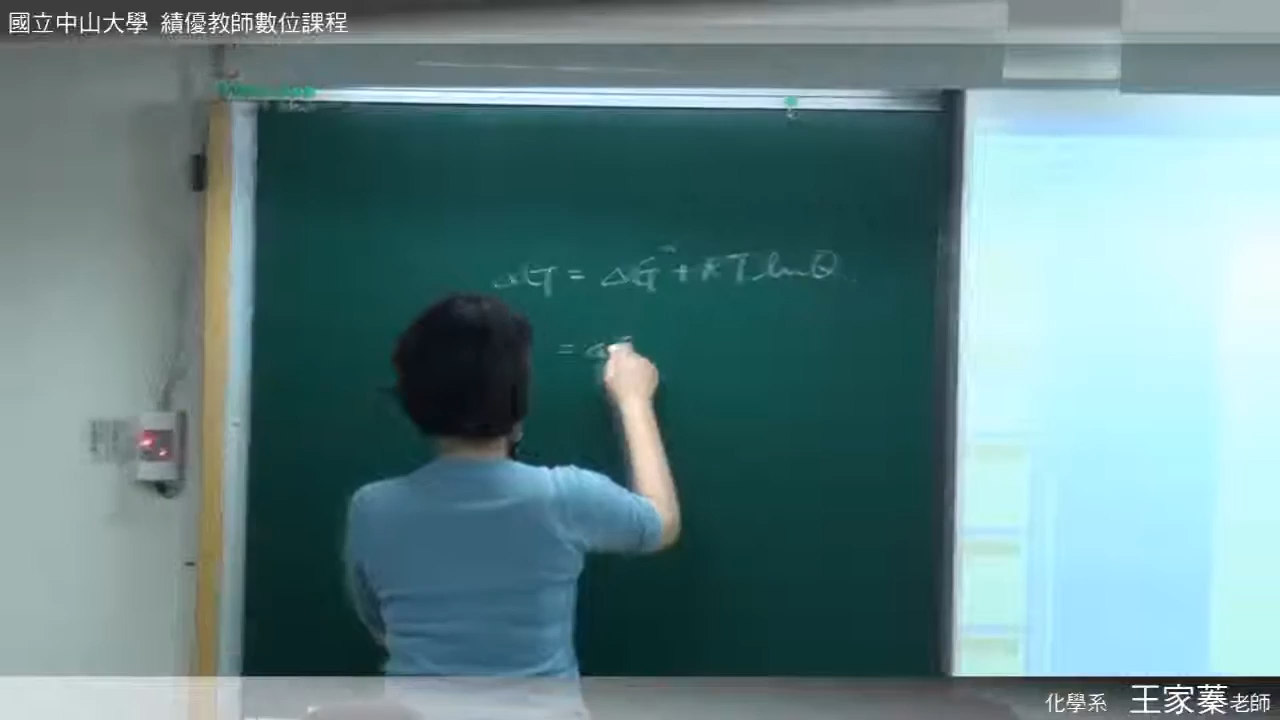 國立中山大學 績優教師數位課程
ΔG = ΔG° + RT ln Q
= Δ
化學系 王家蓁老師